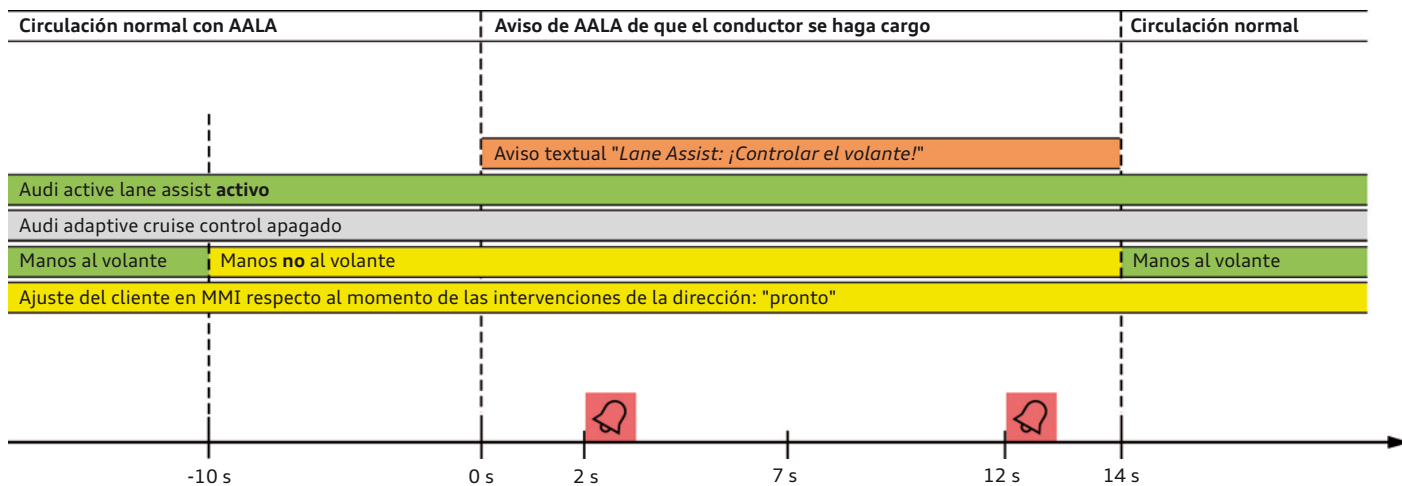 Circulación normal con AALA
Aviso de AALA de que el conductor se haga cargo
Circulación normal
Aviso textual "Lane Assist: ¡Controlar el volante!"
Audi active lane assist activo
Audi adaptive cruise control apagado
Manos al volante
Manos no al volante
Manos al volante
Ajuste del cliente en MMI respecto al momento de las intervenciones de la dirección: "pronto"
-10 s
0 s
2 s
7 s
12 s
14 s